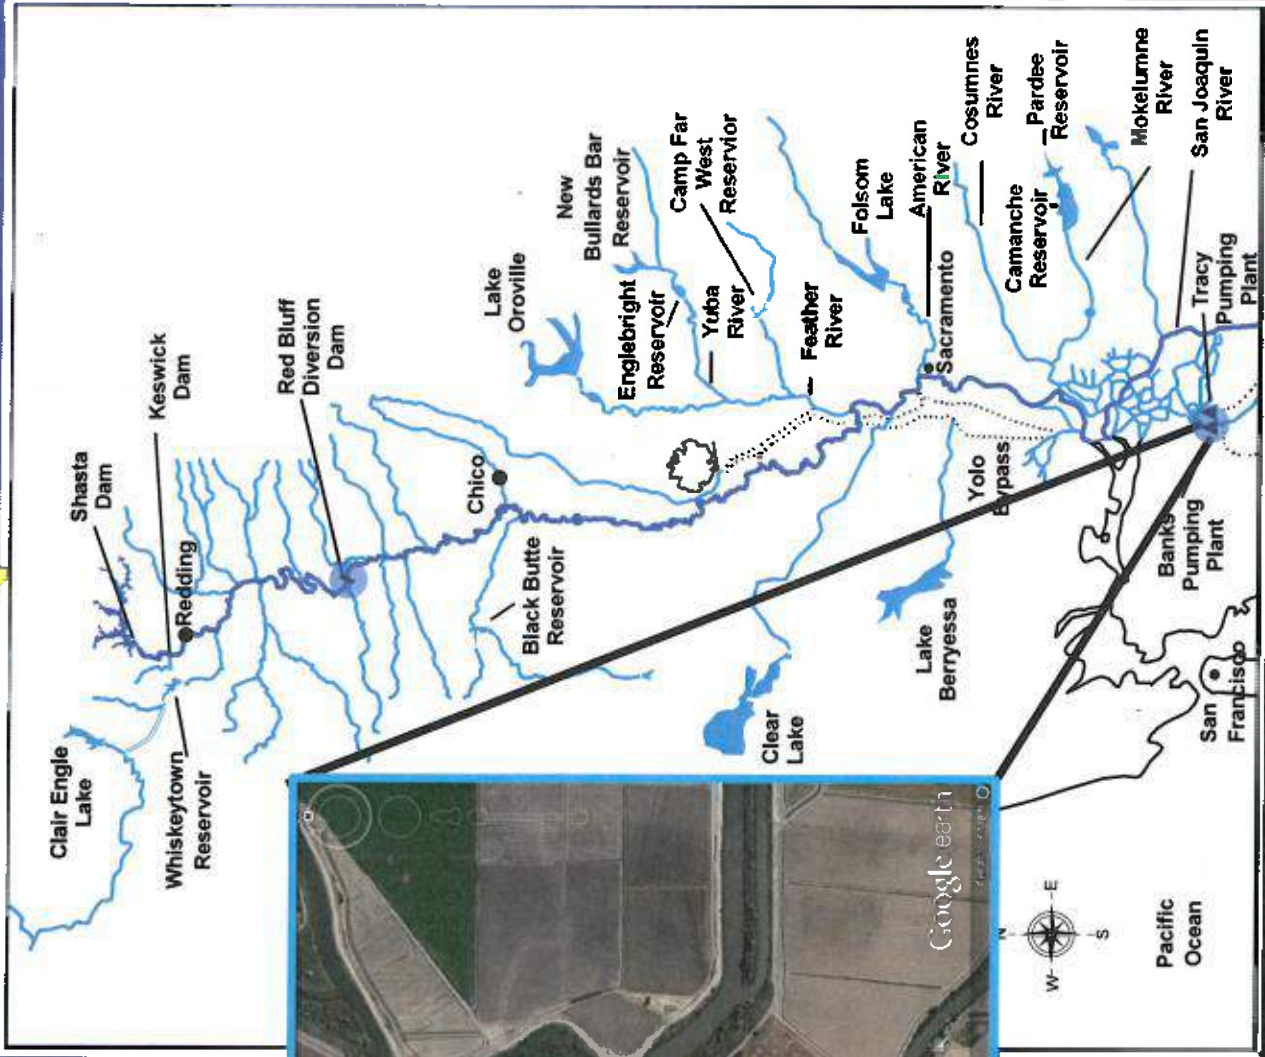 Clair Engle
Lake
Whiskeytown
Reservoir
Shasta
Dam
Keswick
Dam
Redding
Red Bluff
Diversion
Dam
Chico
Black Butte
Reservoir
Lake
Oroville
New
Bullards Bar
Reservoir
Englebright
Reservoir
Yuba
River
Camp Far
West
Reservior
Feather
River
Clear
Lake
Folsom
Lake
American
River
Sacramento
Lake
Berryessa
Yolo
Bypass
Cosumnes
River
Camanche
Reservoir
Pardee
Reservoir
Mokelumne
River
San Joaquin
River
Tracy
Pumping
Plant
Banks
Pumping
Plant
San
Francisco
Pacific
Ocean
N
W
E
S
Google earth